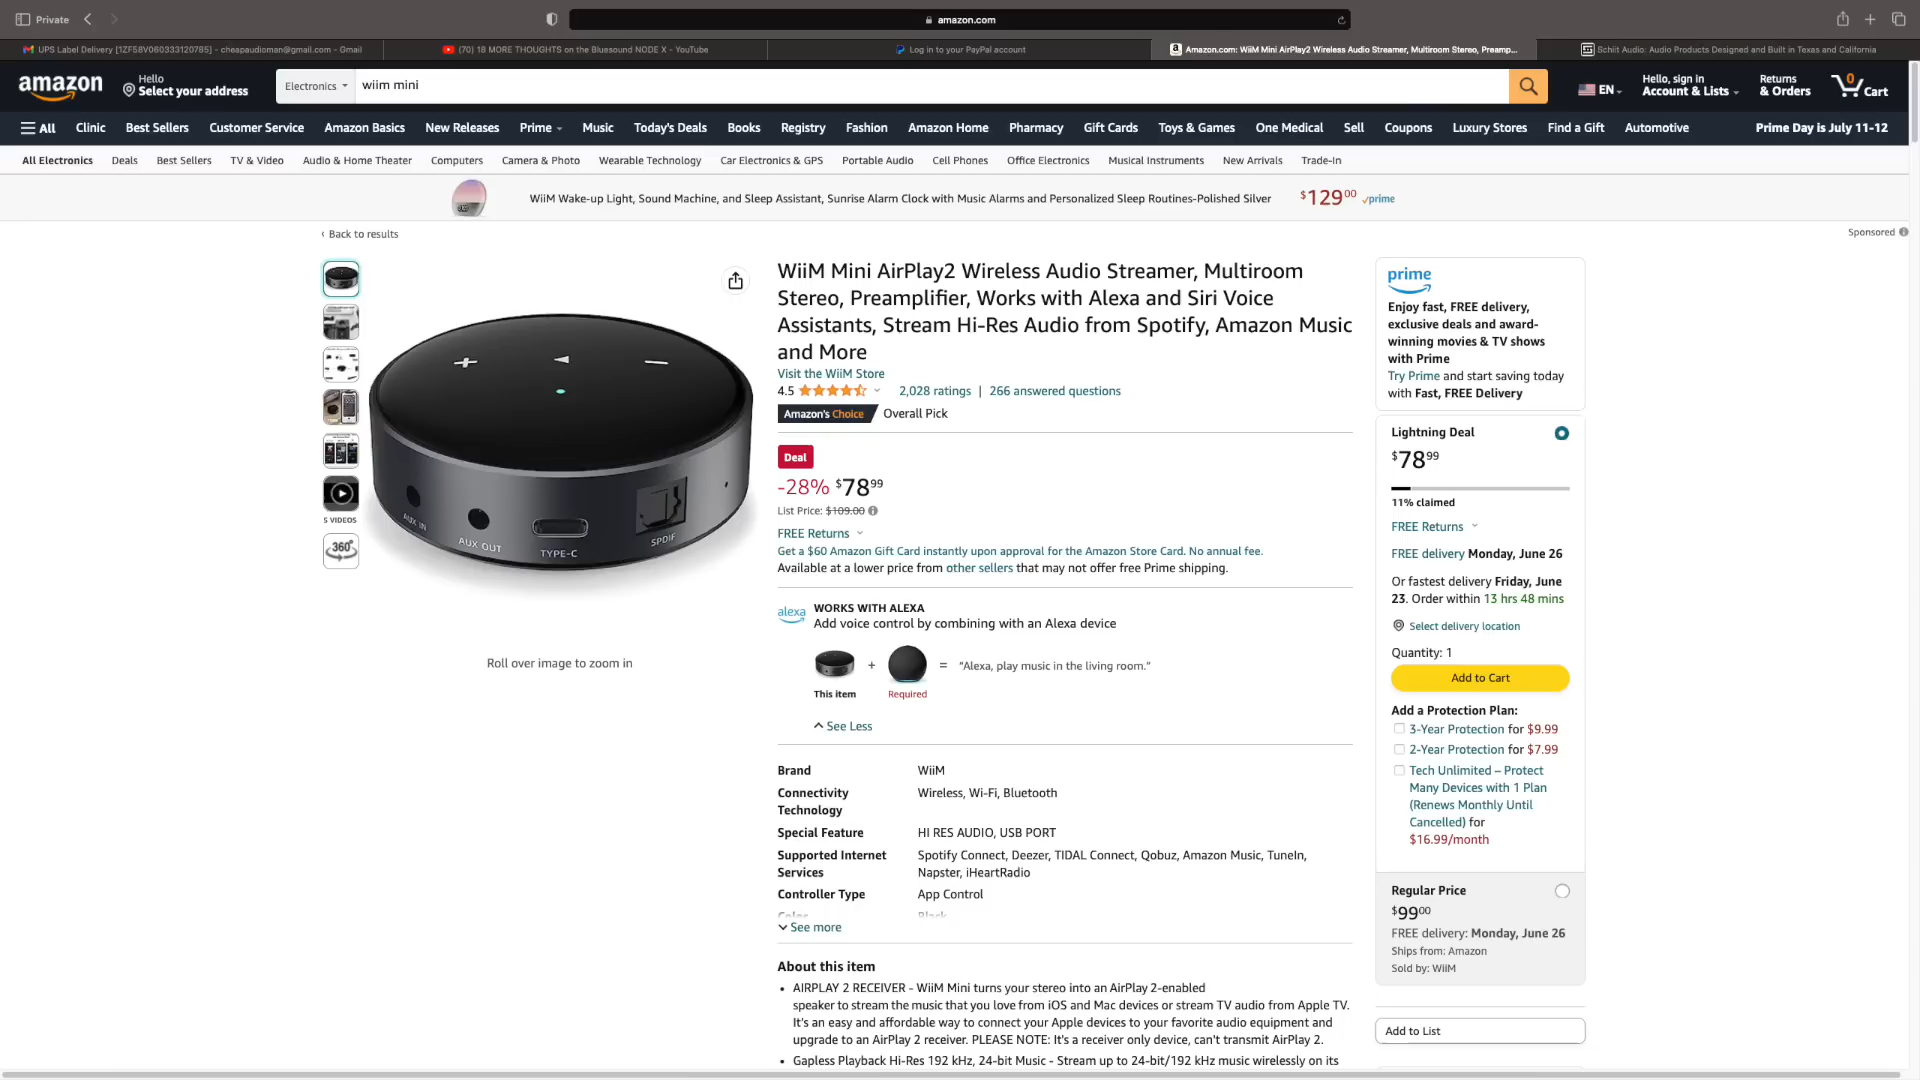 Private
amazon.com
UPS Label Delivery [1ZF58V060333120785] - cheapaudioman@gmail.com - Gmail
(70) 18 MORE THOUGHTS on the Bluesound NODE X - YouTube
Log in to your PayPal account
Amazon.com: WiiM Mini AirPlay2 Wireless Audio Streamer, Multiroom Stereo, Preamp...
Schiit Audio: Audio Products Designed and Built in Texas and California
amazon
Hello
Select your address
Electronics
wiim mini
EN
Hello, sign in
Account & Lists
Returns
& Orders
0
Cart
All Clinic Best Sellers Customer Service Amazon Basics New Releases Prime Music Today's Deals Books Registry Fashion Amazon Home Pharmacy Gift Cards Toys & Games One Medical Sell Coupons Luxury Stores Find a Gift Automotive Prime Day is July 11-12
All Electronics Deals Best Sellers TV & Video Audio & Home Theater Computers Camera & Photo Wearable Technology Car Electronics & GPS Portable Audio Cell Phones Office Electronics Musical Instruments New Arrivals Trade-In
WiiM Wake-up Light, Sound Machine, and Sleep Assistant, Sunrise Alarm Clock with Music Alarms and Personalized Sleep Routines-Polished Silver $129.00 prime
Sponsored
‹ Back to results
5 VIDEOS
360°
AUX IN
AUX OUT
TYPE-C
SPDIF
Roll over image to zoom in
WiiM Mini AirPlay2 Wireless Audio Streamer, Multiroom
Stereo, Preamplifier, Works with Alexa and Siri Voice
Assistants, Stream Hi-Res Audio from Spotify, Amazon Music
and More
Visit the WiiM Store
4.5 2,028 ratings | 266 answered questions
Amazon's Choice Overall Pick
Deal
-28% $78.99
List Price: $109.00
FREE Returns
Get a $60 Amazon Gift Card instantly upon approval for the Amazon Store Card. No annual fee.
Available at a lower price from other sellers that may not offer free Prime shipping.
alexa
WORKS WITH ALEXA
Add voice control by combining with an Alexa device
+ = “Alexa, play music in the living room.”
This item Required
See Less
Brand WiiM
Connectivity Wireless, Wi-Fi, Bluetooth
Technology
Special Feature HI RES AUDIO, USB PORT
Supported Internet Spotify Connect, Deezer, TIDAL Connect, Qobuz, Amazon Music, TuneIn,
Services Napster, iHeartRadio
Controller Type App Control
Color Black
See more
About this item
• AIRPLAY 2 RECEIVER - WiiM Mini turns your stereo into an AirPlay 2-enabled
speaker to stream the music that you love from iOS and Mac devices or stream TV audio from Apple TV.
It's an easy and affordable way to connect your Apple devices to your favorite audio equipment and
upgrade to an AirPlay 2 receiver. PLEASE NOTE: It's a receiver only device, can't transmit AirPlay 2.
• Gapless Playback Hi-Res 192 kHz, 24-bit Music - Stream up to 24-bit/192 kHz music wirelessly on its
prime
Enjoy fast, FREE delivery,
exclusive deals and award-
winning movies & TV shows
with Prime
Try Prime and start saving today
with Fast, FREE Delivery
Lightning Deal
$78.99
11% claimed
FREE Returns
FREE delivery Monday, June 26
Or fastest delivery Friday, June
23. Order within 13 hrs 48 mins
Select delivery location
Quantity: 1
Add to Cart
Add a Protection Plan:
3-Year Protection for $9.99
2-Year Protection for $7.99
Tech Unlimited – Protect
Many Devices with 1 Plan
(Renews Monthly Until
Cancelled) for
$16.99/month
Regular Price
$99.00
FREE delivery: Monday, June 26
Ships from: Amazon
Sold by: WiiM
Add to List